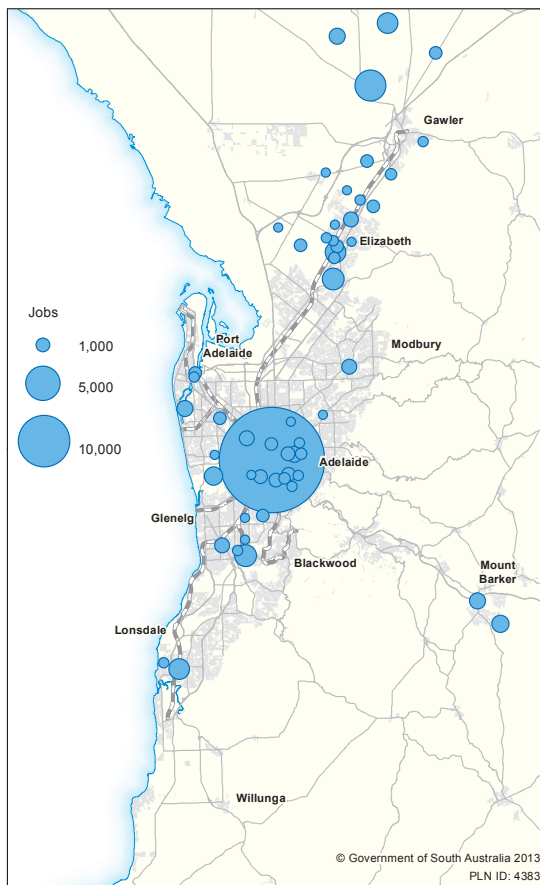 Gawler
Elizabeth
Jobs
1,000
5,000
10,000
Port
Adelaide
Modbury
Adelaide
Glenelg
Blackwood
Mount
Barker
Lonsdale
Willunga
© Government of South Australia 2013
PLN ID: 4383